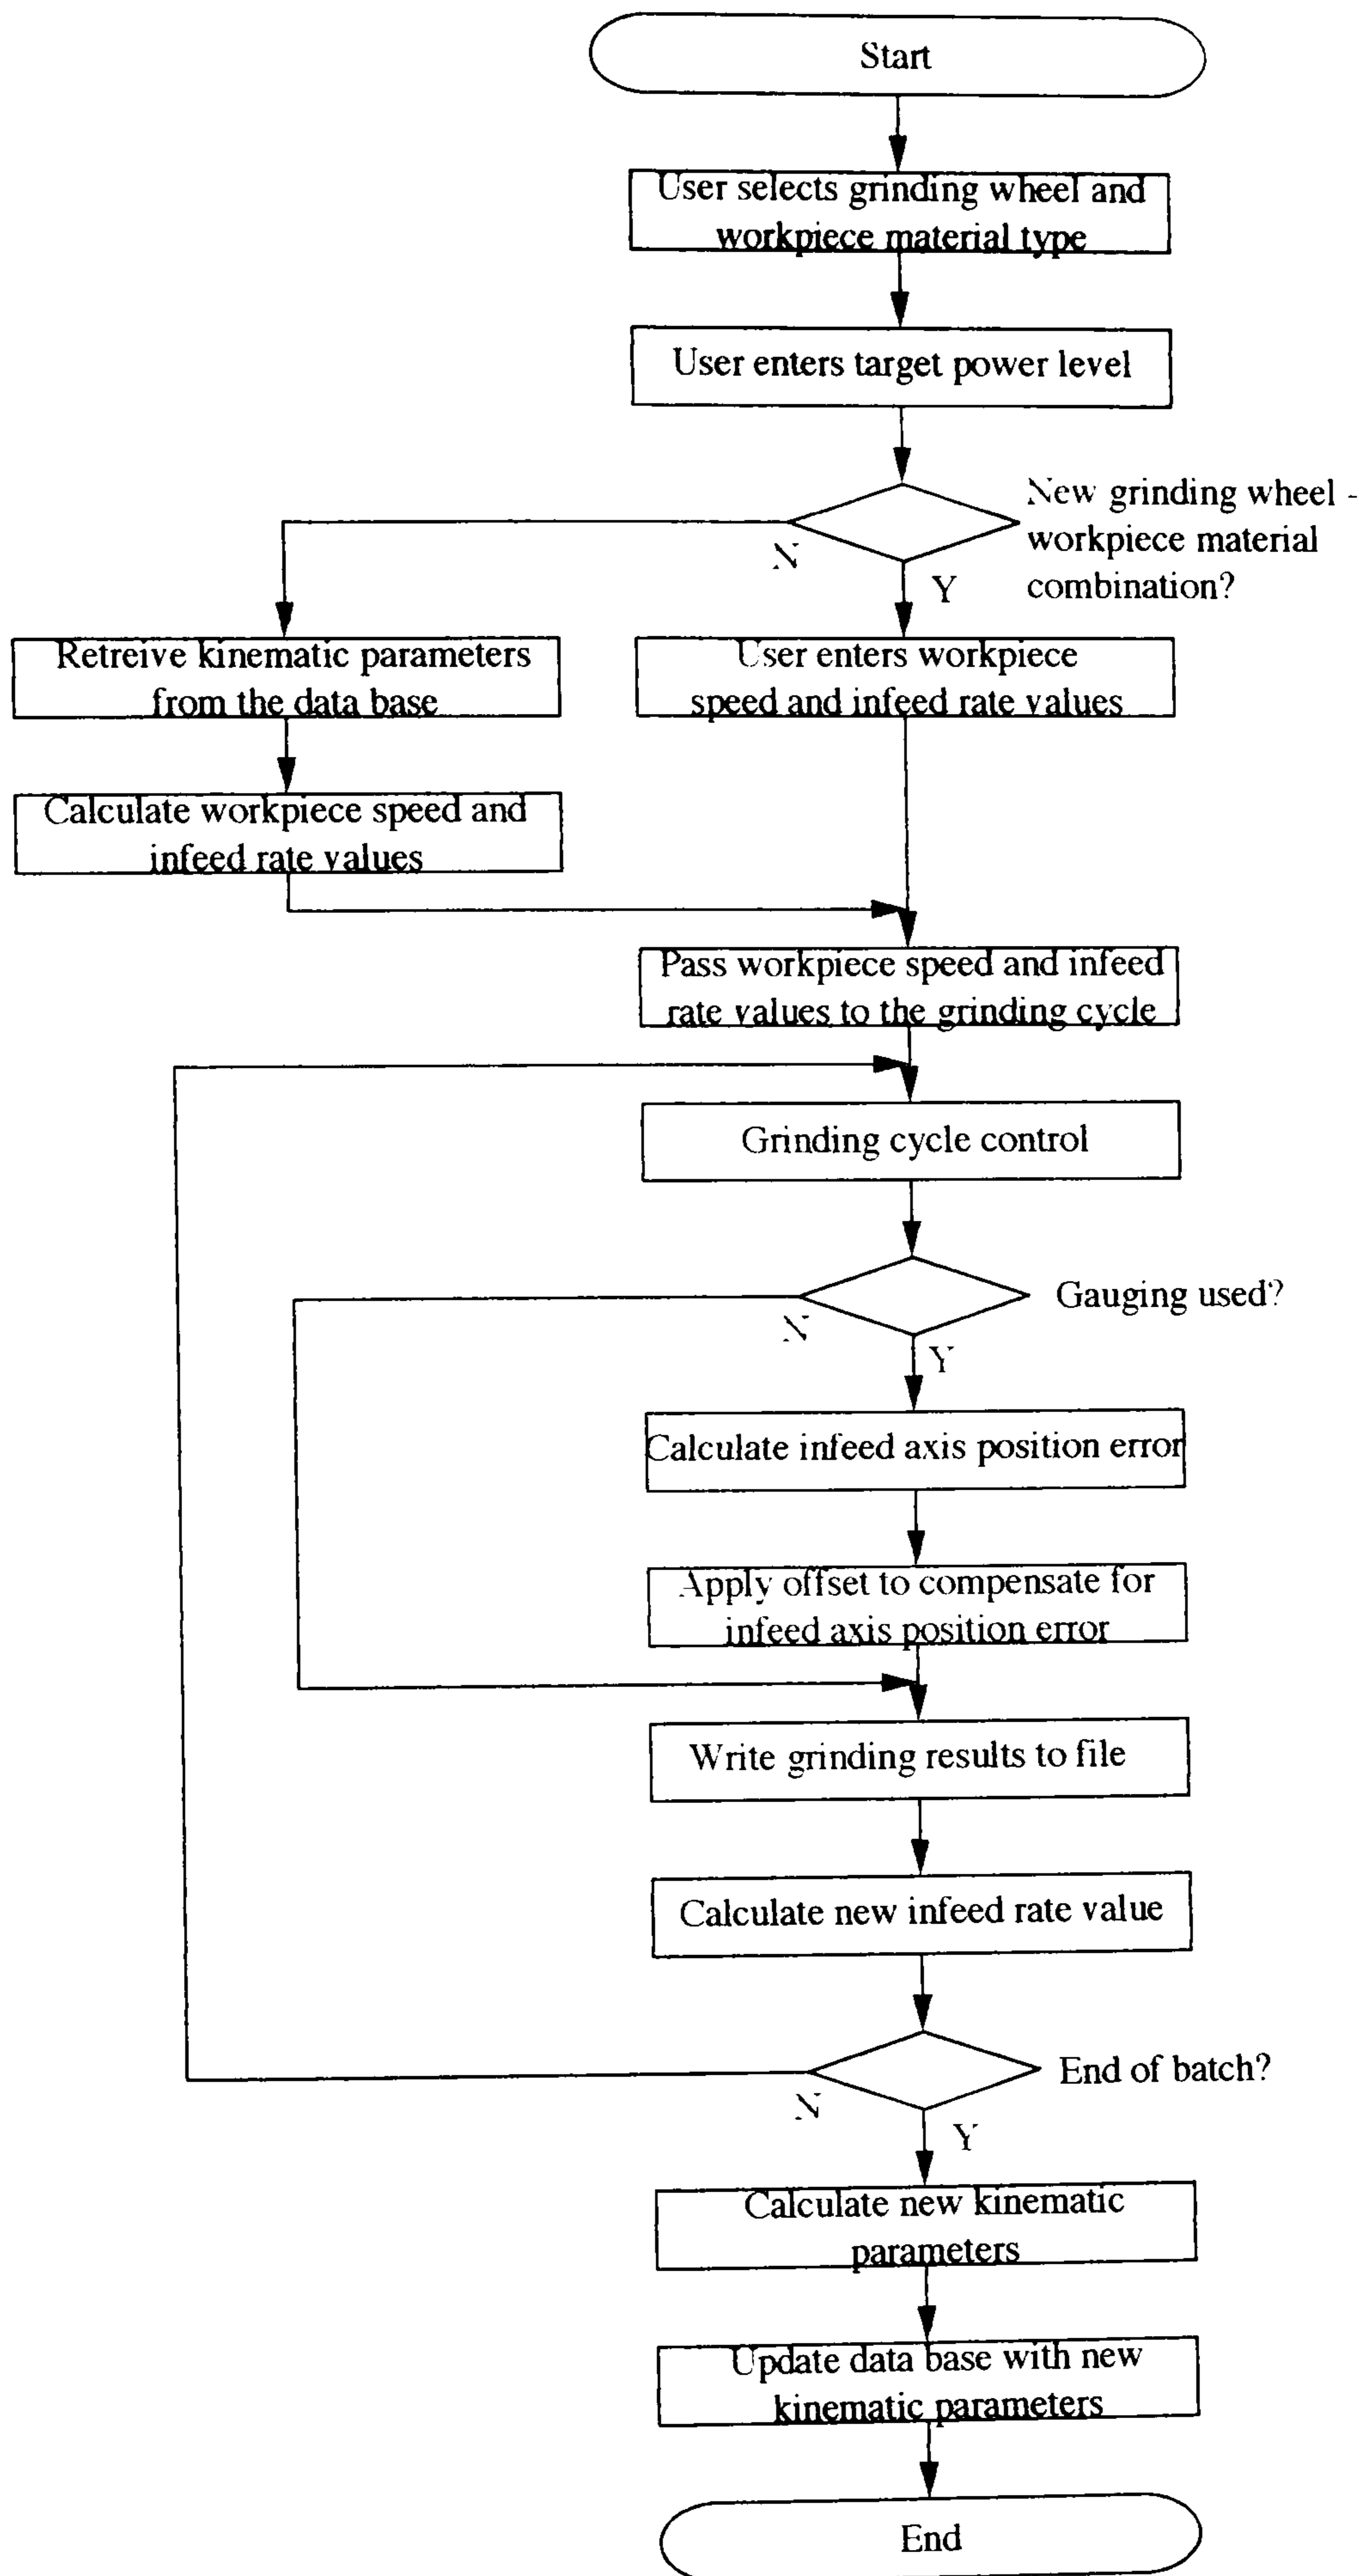 Start
User selects grinding wheel and
workpiece material type
User enters target power level
New grinding wheel -
workpiece material
combination?
N
Y
Retreive kinematic parameters
from the data base
User enters workpiece
speed and infeed rate values
Calculate workpiece speed and
infeed rate values
Pass workpiece speed and infeed
rate values to the grinding cycle
Grinding cycle control
Gauging used?
N
Y
Calculate infeed axis position error
Apply offset to compensate for
infeed axis position error
Write grinding results to file
Calculate new infeed rate value
End of batch?
N
Y
Calculate new kinematic
parameters
Update data base with new
kinematic parameters
End